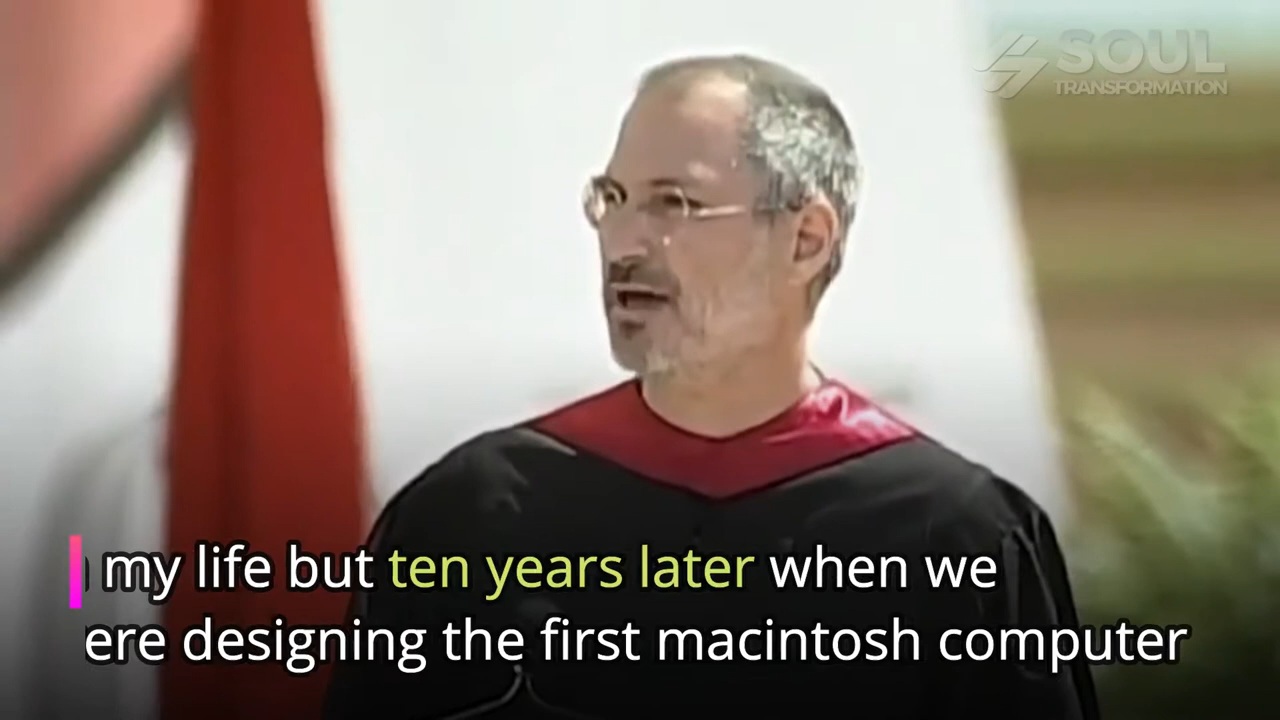 SOUL
TRANSFORMATION
my life but ten years later when we
ere designing the first macintosh computer